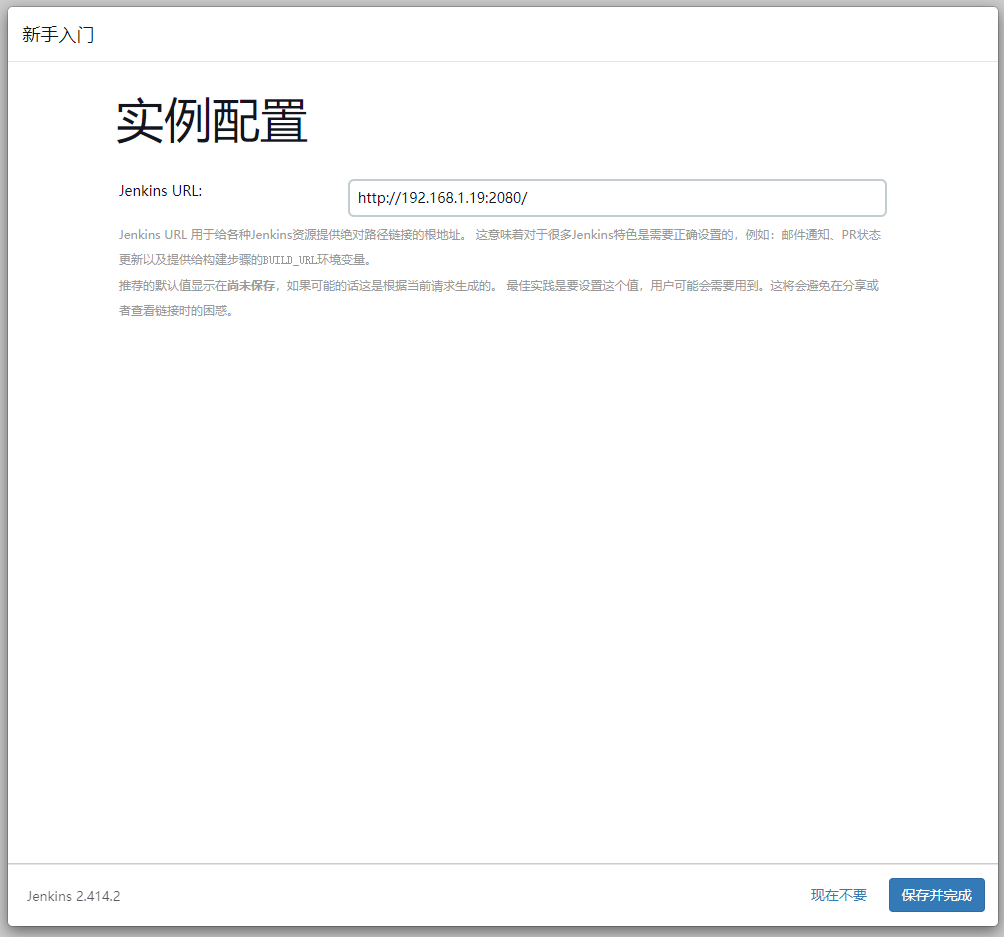 新手入门
实例配置
Jenkins URL:
http://192.168.1.19:2080/
Jenkins URL 用于给各种Jenkins资源提供绝对路径链接的根地址。 这意味着对于很多Jenkins特色是需要正确设置的，例如：邮件通知、PR状态
更新以及提供给构建步骤的BUILD_URL环境变量。
推荐的默认值显示在尚未保存，如果可能的话这是根据当前请求生成的。 最佳实践是要设置这个值，用户可能会需要用到。这将会避免在分享或
者查看链接时的困惑。
Jenkins 2.414.2
现在不要
保存并完成